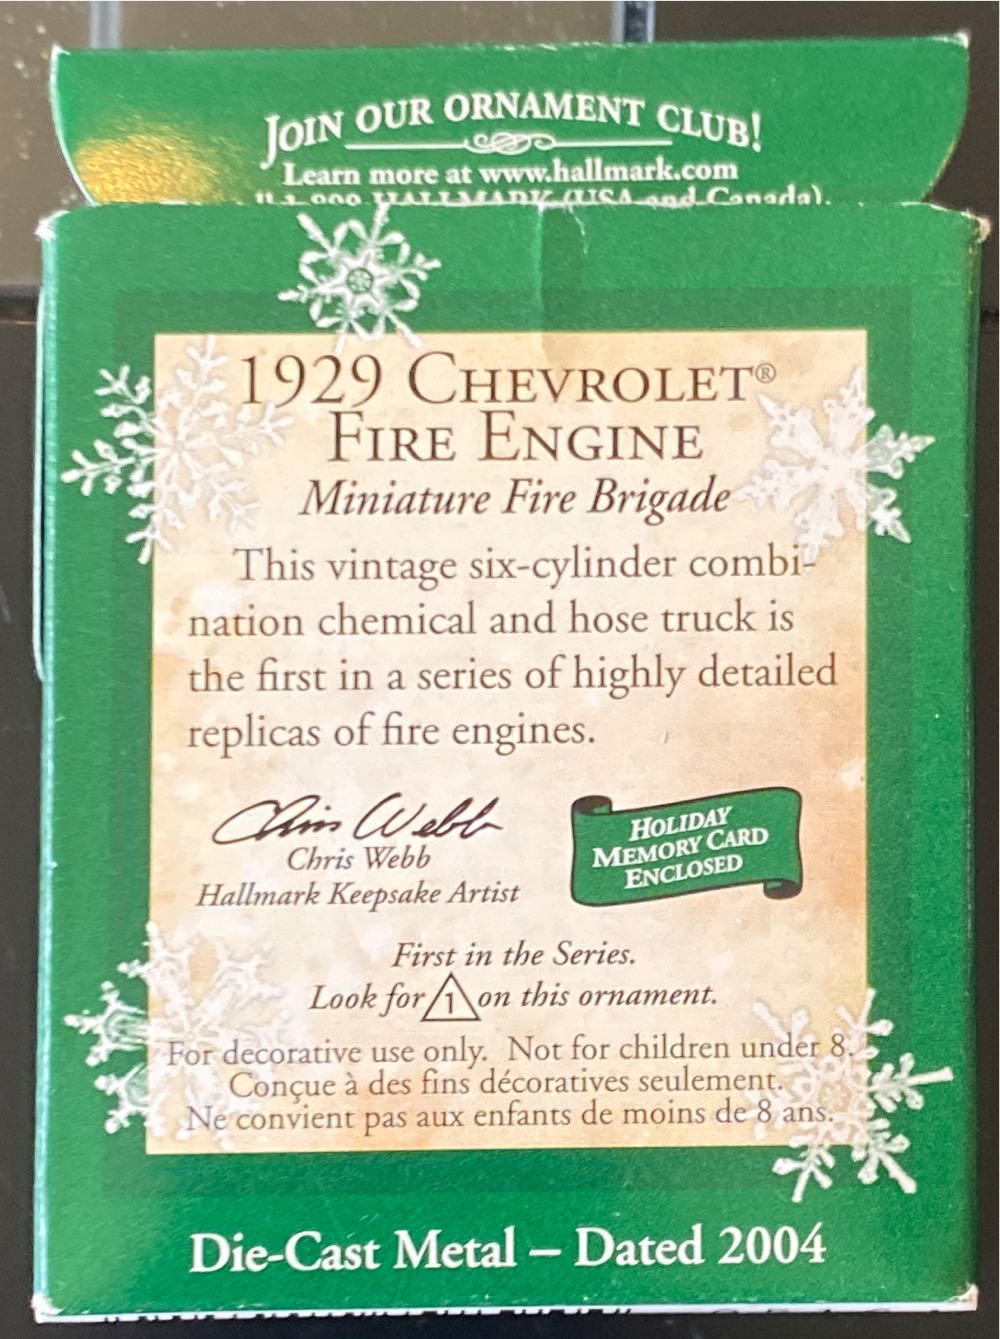 JOIN OUR ORNAMENT CLUB!
Learn more at www.hallmark.com
HALLMARK (USA and Canada).
1929 CHEVROLET®
FIRE ENGINE
Miniature Fire Brigade
This vintage six-cylinder combi-
nation chemical and hose truck is
the first in a series of highly detailed
replicas of fire engines.
Chris Webb
Chris Webb
Hallmark Keepsake Artist
HOLIDAY
MEMORY CARD
ENCLOSED
First in the Series.
Look for 1 on this ornament.
For decorative use only. Not for children under 8.
Conçue à des fins décoratives seulement.
Ne convient pas aux enfants de moins de 8 ans.
Die-Cast Metal – Dated 2004